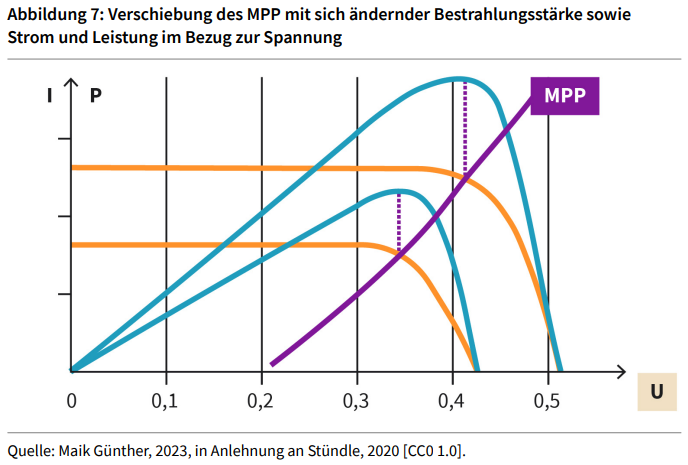 Abbildung 7: Verschiebung des MPP mit sich ändernder Bestrahlungsstärke sowie
Strom und Leistung im Bezug zur Spannung
I P
MPP
0 0,1 0,2 0,3 0,4 0,5
U
Quelle: Maik Günther, 2023, in Anlehnung an Stündle, 2020 [CC0 1.0].